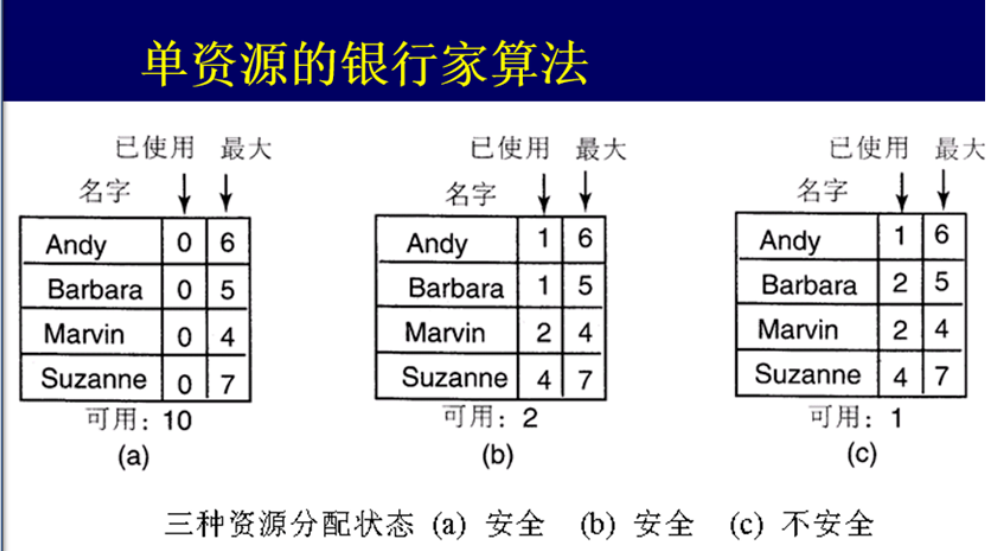 单资源的银行家算法
已使用 最大 已使用 最大 已使用 最大
名字 名字 名字
Andy 0 6 Andy 1 6 Andy 1 6
Barbara 0 5 Barbara 1 5 Barbara 2 5
Marvin 0 4 Marvin 2 4 Marvin 2 4
Suzanne 0 7 Suzanne 4 7 Suzanne 4 7
可用: 10 可用: 2 可用: 1
(a) (b) (c)
三种资源分配状态 (a) 安全 (b) 安全 (c) 不安全